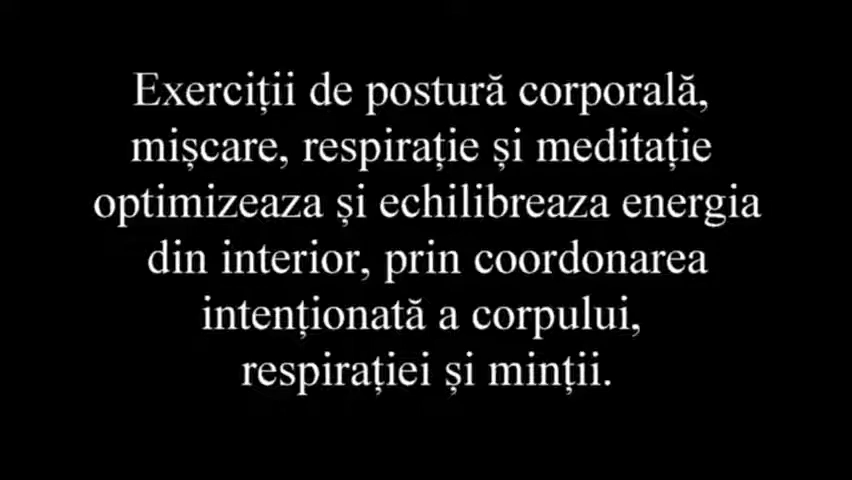 Exerciții de postură corporală,
mișcare, respirație și meditație
optimizeaza și echilibreaza energia
din interior, prin coordonarea
intenționată a corpului,
respirației și minții.